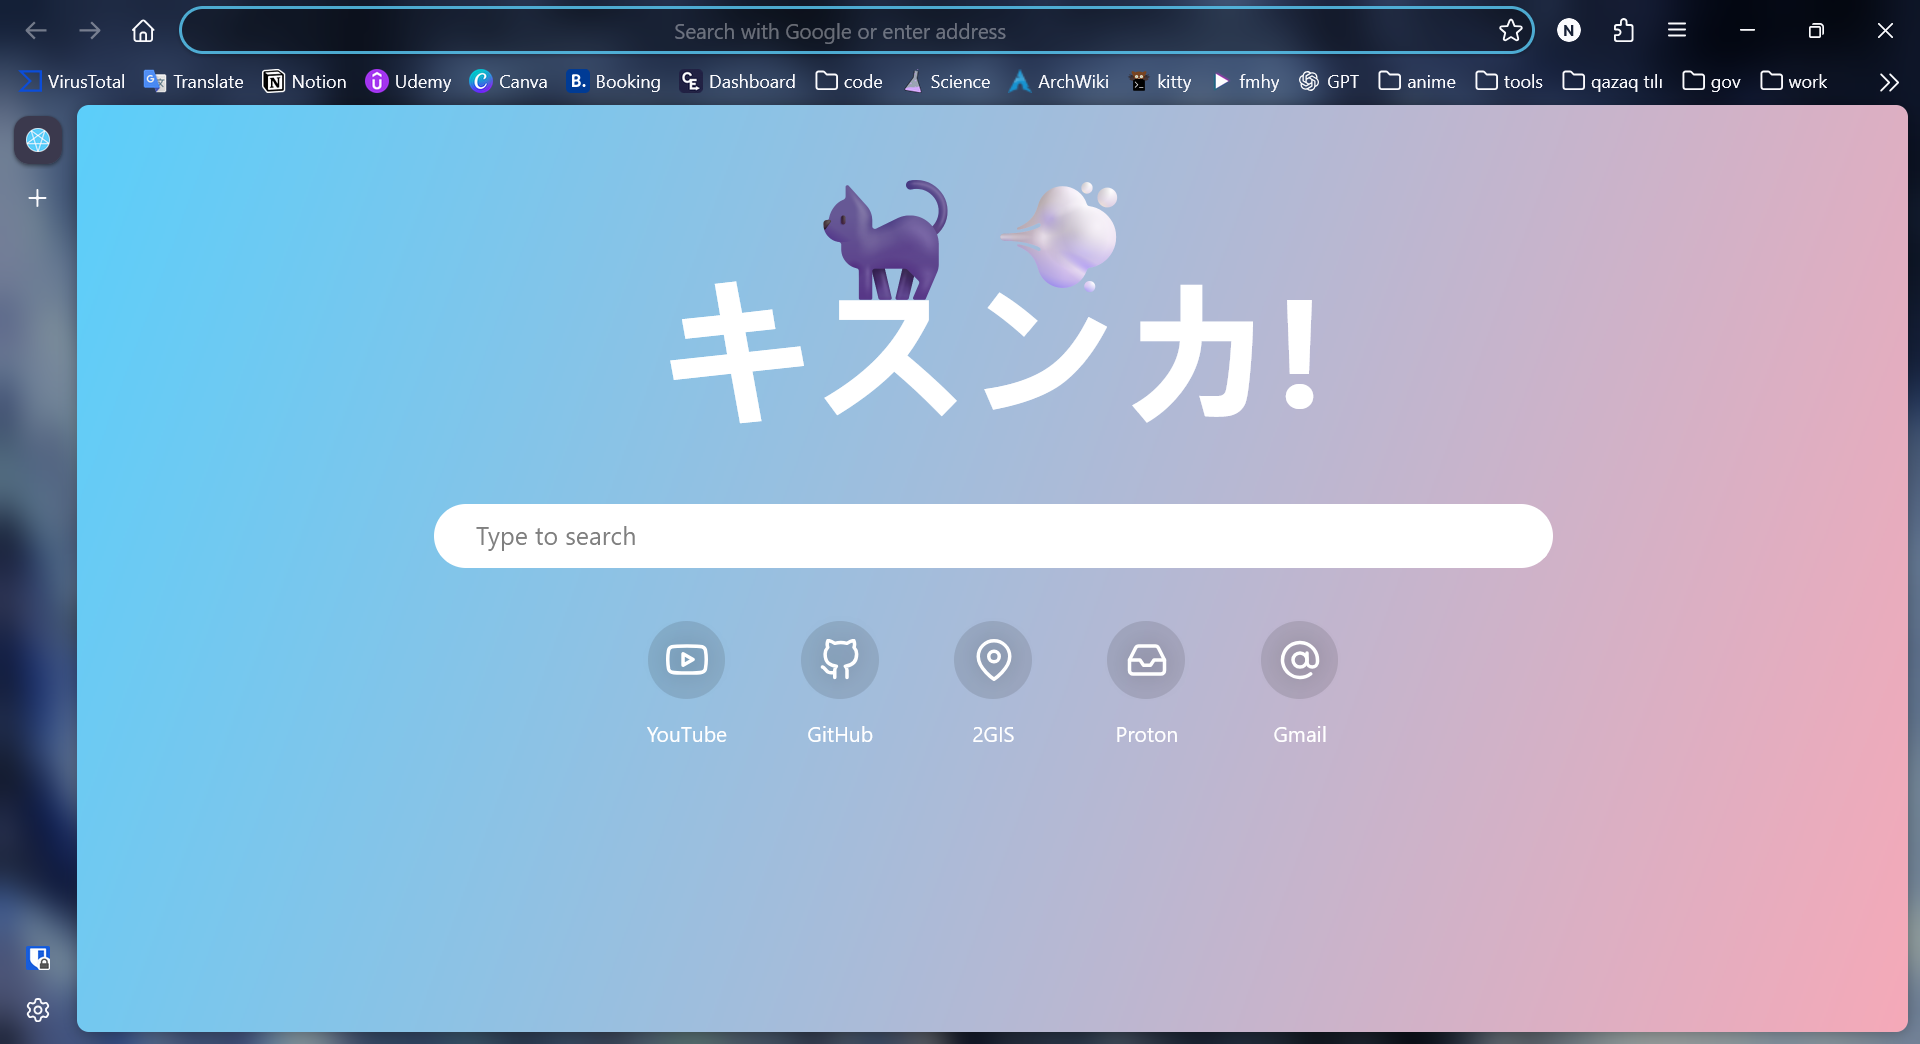 Search with Google or enter address
N
VirusTotal Translate Notion Udemy Canva Booking Dashboard code Science ArchWiki kitty fmhy GPT anime tools qazaq tılı gov work
キスンカ!
Type to search
YouTube GitHub 2GIS Proton Gmail